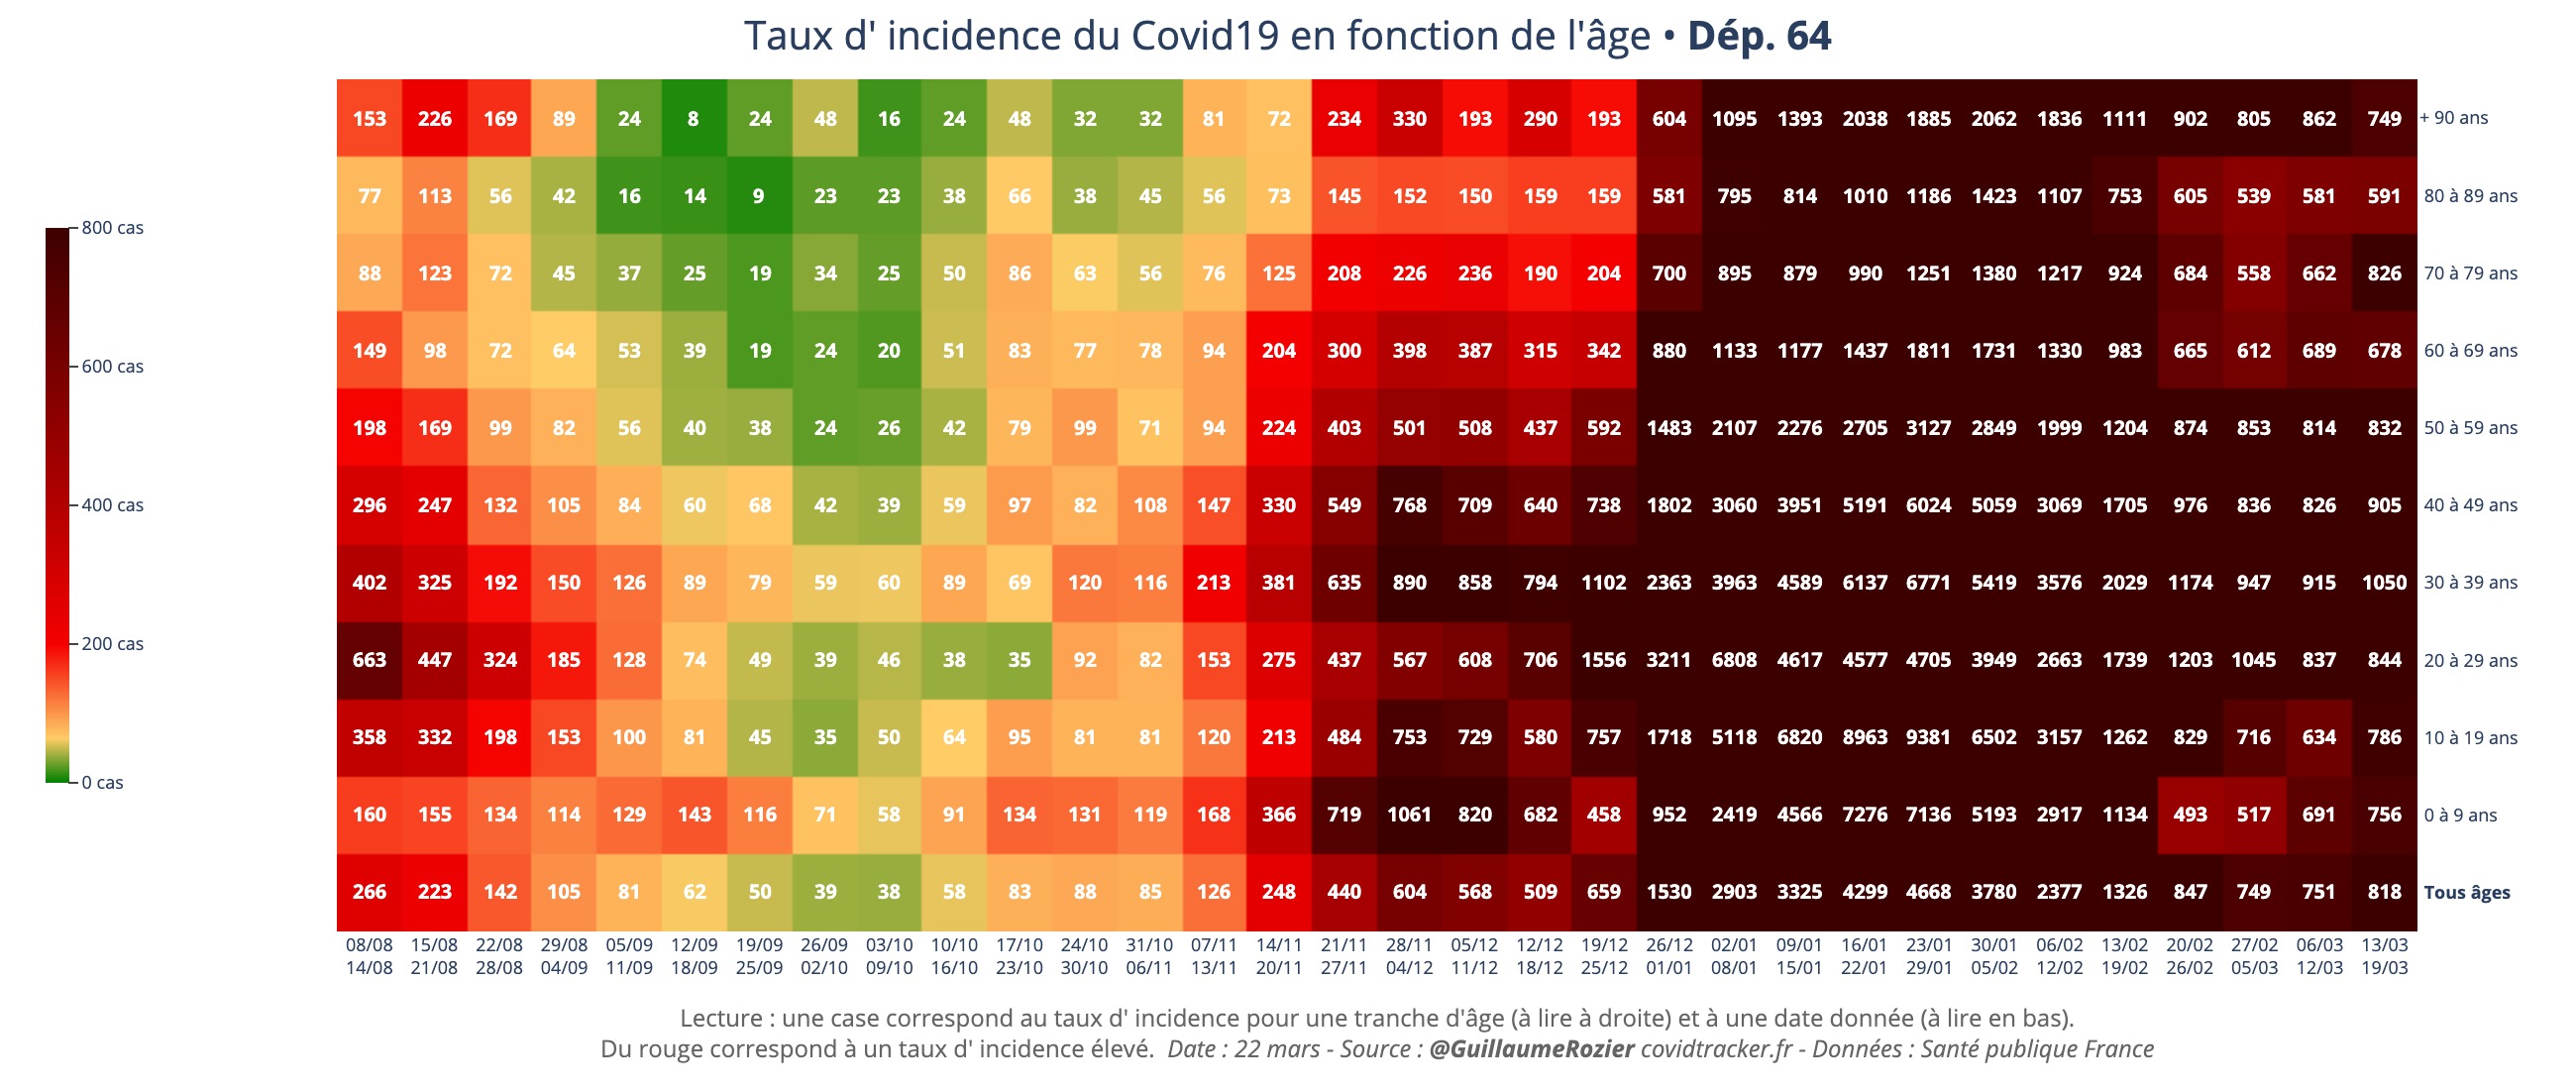 Taux d' incidence du Covid19 en fonction de l'âge • Dép. 64
800 cas
600 cas
400 cas
200 cas
0 cas
153 226 169 89 24 8 24 48 16 24 48 32 32 81 72 234 330 193 290 193 604 1095 1393 2038 1885 2062 1836 1111 902 805 862 749 + 90 ans
77 113 56 42 16 14 9 23 23 38 66 38 45 56 73 145 152 150 159 159 581 795 814 1010 1186 1423 1107 753 605 539 581 591 80 à 89 ans
88 123 72 45 37 25 19 34 25 50 86 63 56 76 125 208 226 236 190 204 700 895 879 990 1251 1380 1217 924 684 558 662 826 70 à 79 ans
149 98 72 64 53 39 19 24 20 51 83 77 78 94 204 300 398 387 315 342 880 1133 1177 1437 1811 1731 1330 983 665 612 689 678 60 à 69 ans
198 169 99 82 56 40 38 24 26 42 79 99 71 94 224 403 501 508 437 592 1483 2107 2276 2705 3127 2849 1999 1204 874 853 814 832 50 à 59 ans
296 247 132 105 84 60 68 42 39 59 97 82 108 147 330 549 768 709 640 738 1802 3060 3951 5191 6024 5059 3069 1705 976 836 826 905 40 à 49 ans
402 325 192 150 126 89 79 59 60 89 69 120 116 213 381 635 890 858 794 1102 2363 3963 4589 6137 6771 5419 3576 2029 1174 947 915 1050 30 à 39 ans
663 447 324 185 128 74 49 39 46 38 35 92 82 153 275 437 567 608 706 1556 3211 6808 4617 4577 4705 3949 2663 1739 1203 1045 837 844 20 à 29 ans
358 332 198 153 100 81 45 35 50 64 95 81 81 120 213 484 753 729 580 757 1718 5118 6820 8963 9381 6502 3157 1262 829 716 634 786 10 à 19 ans
160 155 134 114 129 143 116 71 58 91 134 131 119 168 366 719 1061 820 682 458 952 2419 4566 7276 7136 5193 2917 1134 493 517 691 756 0 à 9 ans
266 223 142 105 81 62 50 39 38 58 83 88 85 126 248 440 604 568 509 659 1530 2903 3325 4299 4668 3780 2377 1326 847 749 751 818 Tous âges
08/08 15/08 22/08 29/08 05/09 12/09 19/09 26/09 03/10 10/10 17/10 24/10 31/10 07/11 14/11 21/11 28/11 05/12 12/12 19/12 26/12 02/01 09/01 16/01 23/01 30/01 06/02 13/02 20/02 27/02 06/03 13/03
14/08 21/08 28/08 04/09 11/09 18/09 25/09 02/10 09/10 16/10 23/10 30/10 06/11 13/11 20/11 27/11 04/12 11/12 18/12 25/12 01/01 08/01 15/01 22/01 29/01 05/02 12/02 19/02 26/02 05/03 12/03 19/03
Lecture : une case correspond au taux d' incidence pour une tranche d'âge (à lire à droite) et à une date donnée (à lire en bas).
Du rouge correspond à un taux d' incidence élevé. Date : 22 mars - Source : @GuillaumeRozier covidtracker.fr - Données : Santé publique France